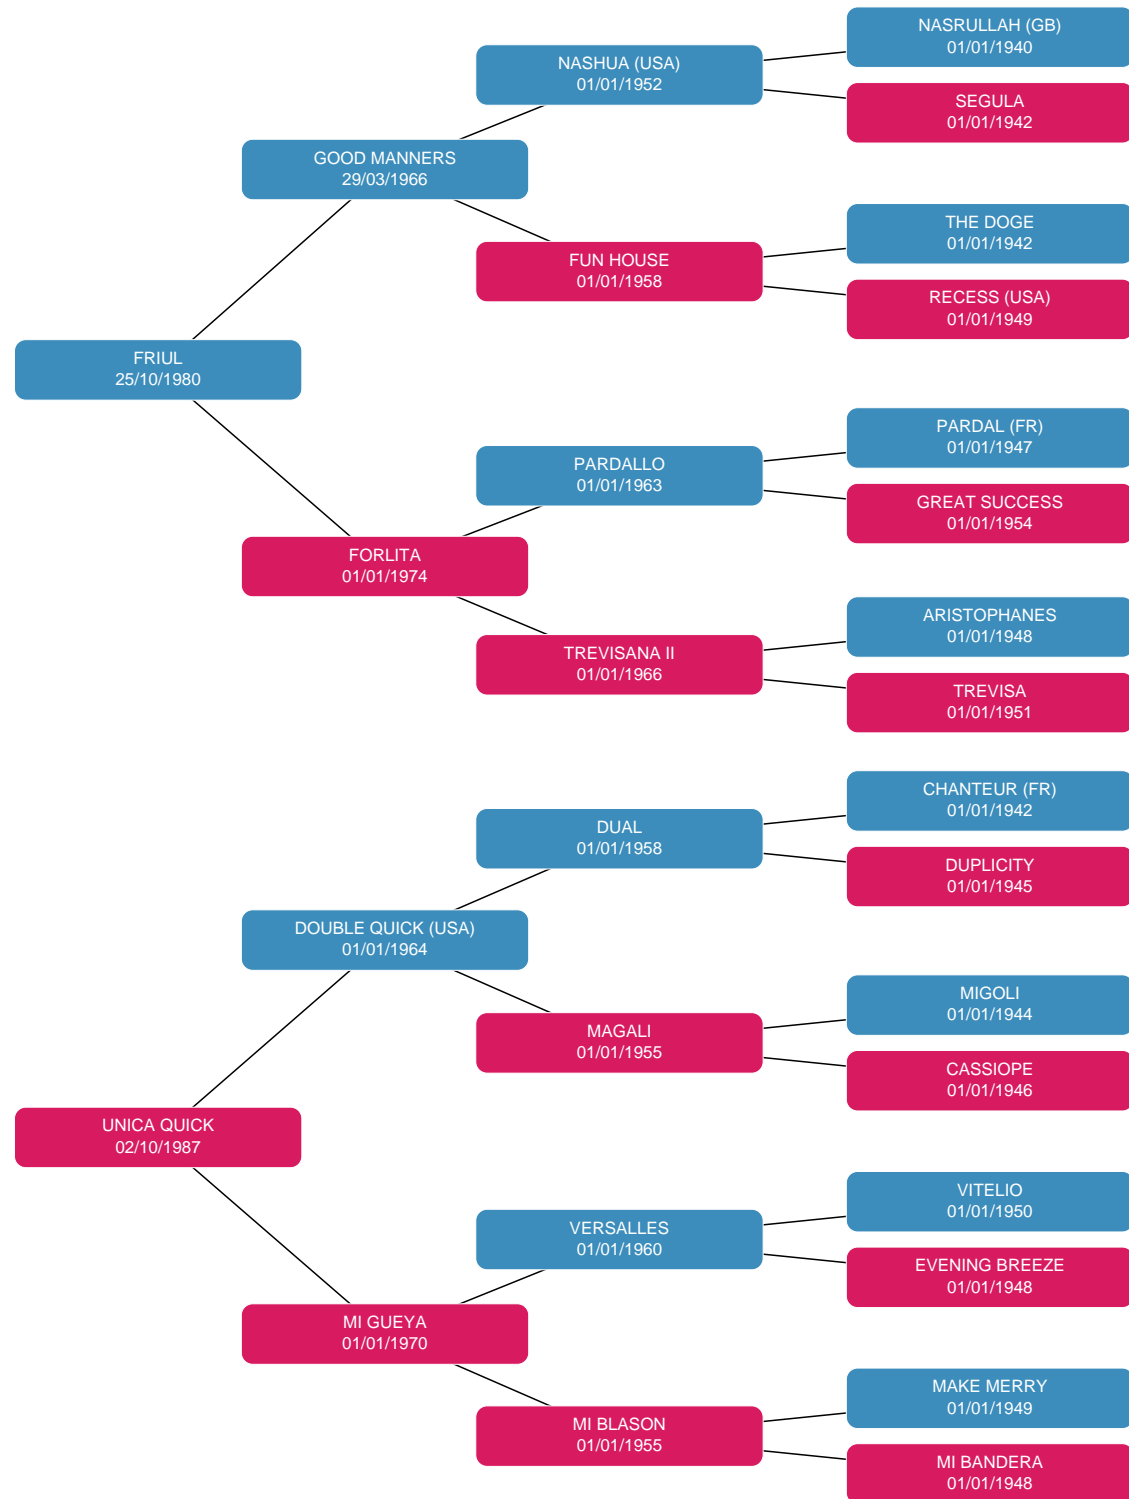 NASRULLAH (GB)
01/01/1940
NASHUA (USA)
01/01/1952
SEGULA
01/01/1942
GOOD MANNERS
29/03/1966
THE DOGE
01/01/1942
FUN HOUSE
01/01/1958
RECESS (USA)
01/01/1949
FRIUL
25/10/1980
PARDAL (FR)
01/01/1947
PARDALLO
01/01/1963
GREAT SUCCESS
01/01/1954
FORLITA
01/01/1974
ARISTOPHANES
01/01/1948
TREVISANA II
01/01/1966
TREVISA
01/01/1951
CHANTEUR (FR)
01/01/1942
DUAL
01/01/1958
DUPLICITY
01/01/1945
DOUBLE QUICK (USA)
01/01/1964
MIGOLI
01/01/1944
MAGALI
01/01/1955
CASSIOPE
01/01/1946
UNICA QUICK
02/10/1987
VITELIO
01/01/1950
VERSALLES
01/01/1960
EVENING BREEZE
01/01/1948
MI GUEYA
01/01/1970
MAKE MERRY
01/01/1949
MI BLASON
01/01/1955
MI BANDERA
01/01/1948